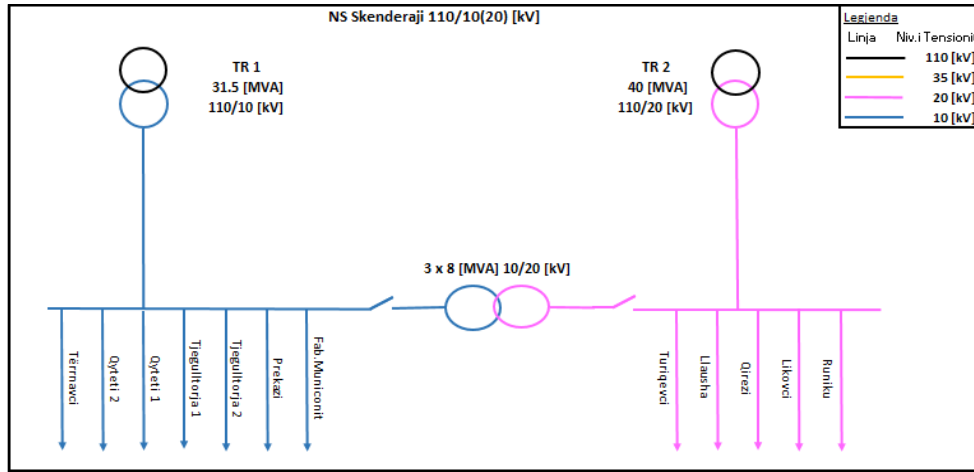 NS Skenderaji 110/10(20) [kV]
Legjenda
Linja Niv.i Tensionit
110 [kV]
35 [kV]
20 [kV]
10 [kV]
TR 1
31.5 [MVA]
110/10 [kV]
TR 2
40 [MVA]
110/20 [kV]
3 x 8 [MVA] 10/20 [kV]
Tërrnavci
Qyteti 2
Qyteti 1
Tjegulltorja 1
Tjegulltorja 2
Prekazi
Fab.Municonit
Turiqevci
Llausha
Qirezi
Likovci
Runiku